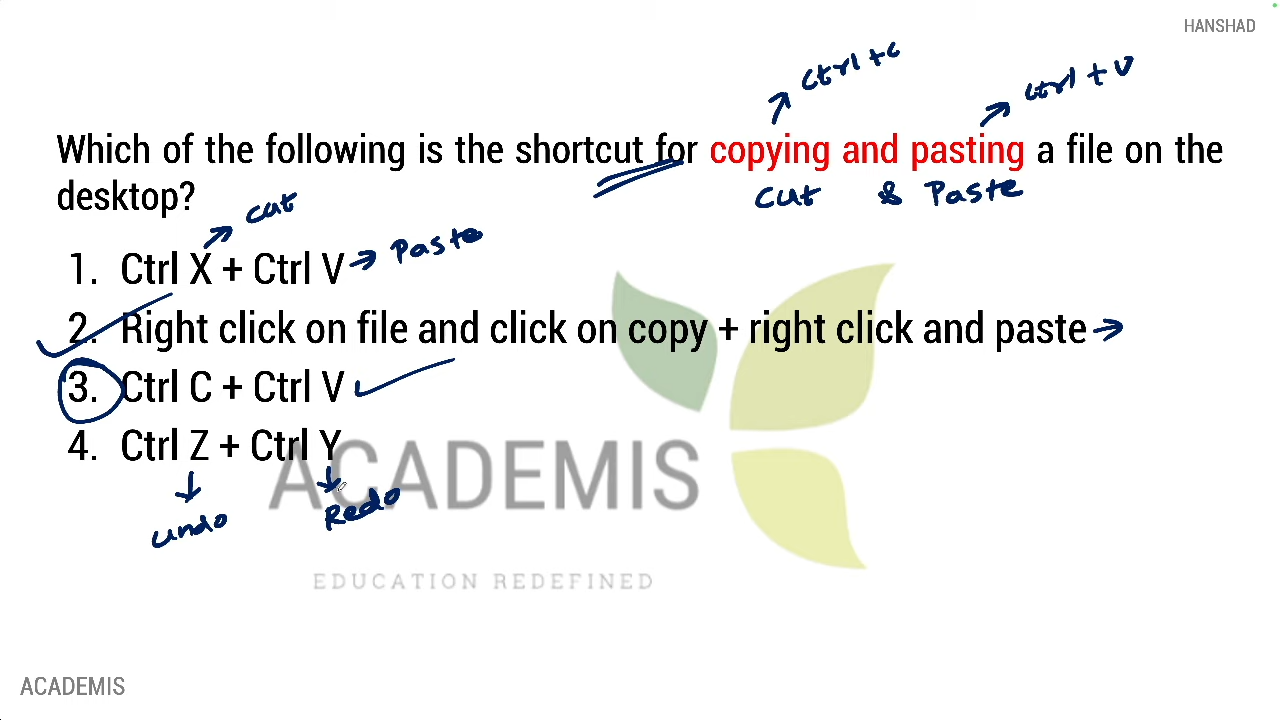 HANSHAD
Ctrl+C
Ctrl+V
Which of the following is the shortcut for copying and pasting a file on the
desktop?
Cut & Paste
Cut
1. Ctrl X + Ctrl V → Paste
2. Right click on file and click on copy + right click and paste →
3. Ctrl C + Ctrl V
4. Ctrl Z + Ctrl Y
Undo
Redo
ACADEMIS
EDUCATION REDEFINED
ACADEMIS